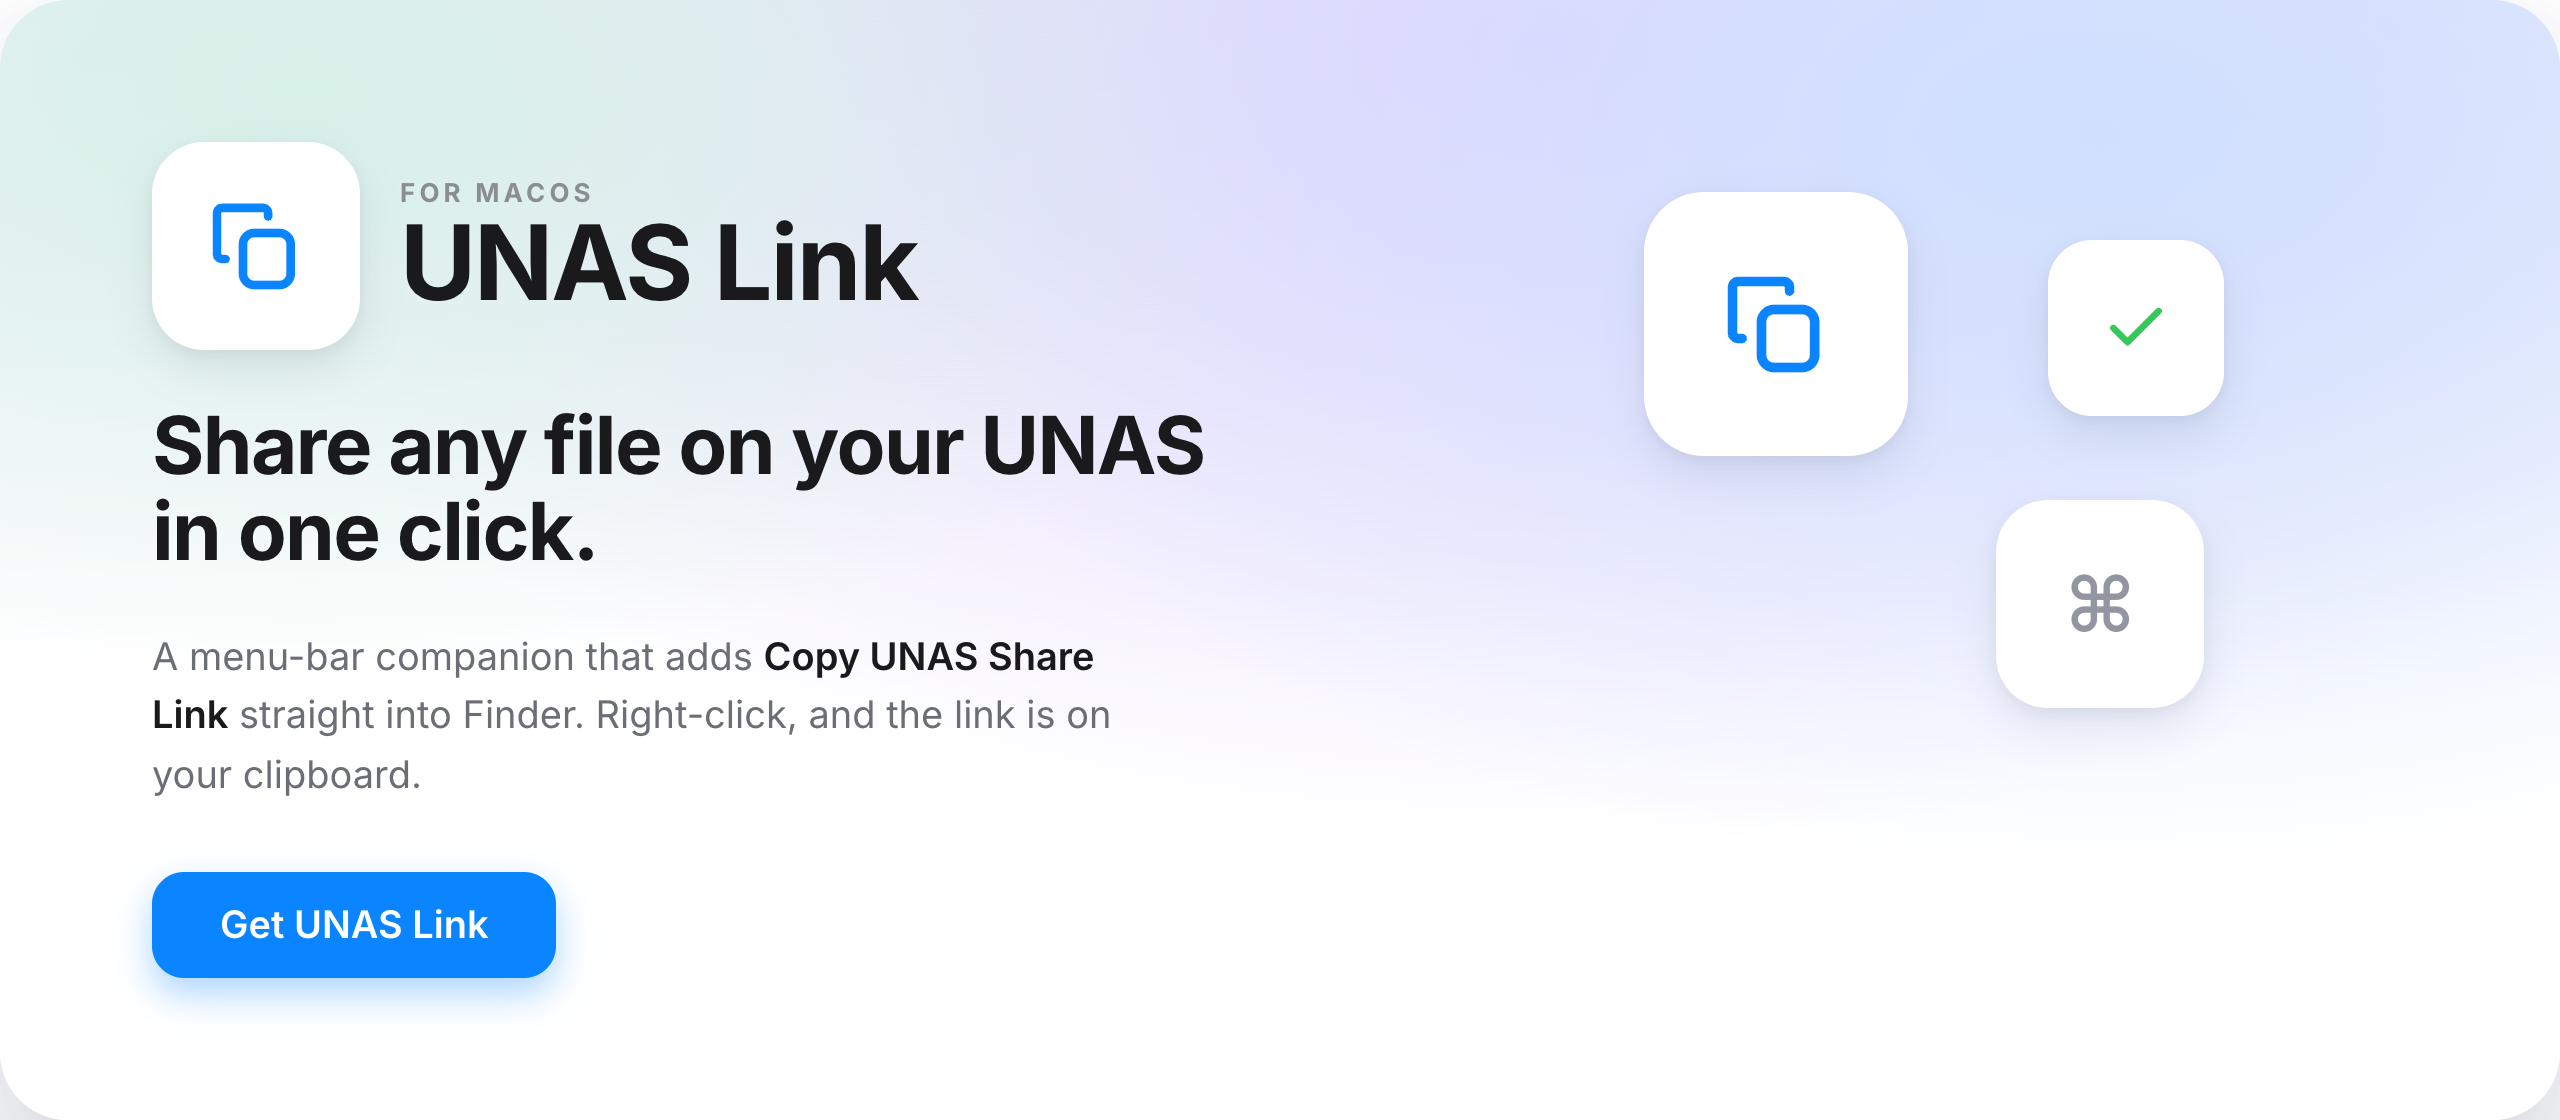 FOR MACOS
UNAS Link
Share any file on your UNAS
in one click.
A menu-bar companion that adds Copy UNAS Share
Link straight into Finder. Right-click, and the link is on
your clipboard.
Get UNAS Link
⌘